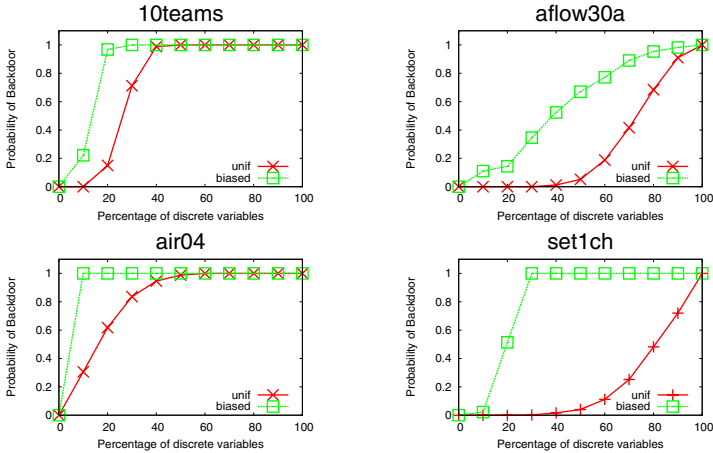 10teams
Probability of Backdoor
1
0.8
0.6
0.4
0.2
0
0 20 40 60 80 100
Percentage of discrete variables
unif
biased
aflow30a
Probability of Backdoor
1
0.8
0.6
0.4
0.2
0
0 20 40 60 80 100
Percentage of discrete variables
unif
biased
air04
Probability of Backdoor
1
0.8
0.6
0.4
0.2
0
0 20 40 60 80 100
Percentage of discrete variables
unif
biased
set1ch
Probability of Backdoor
1
0.8
0.6
0.4
0.2
0
0 20 40 60 80 100
Percentage of discrete variables
unif
biased